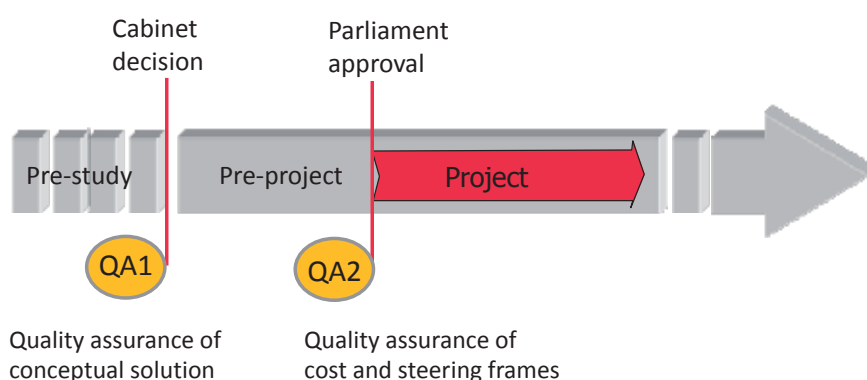 Cabinet
decision
Parliament
approval
Pre-study
Pre-project
Project
QA1
QA2
Quality assurance of
conceptual solution
Quality assurance of
cost and steering frames